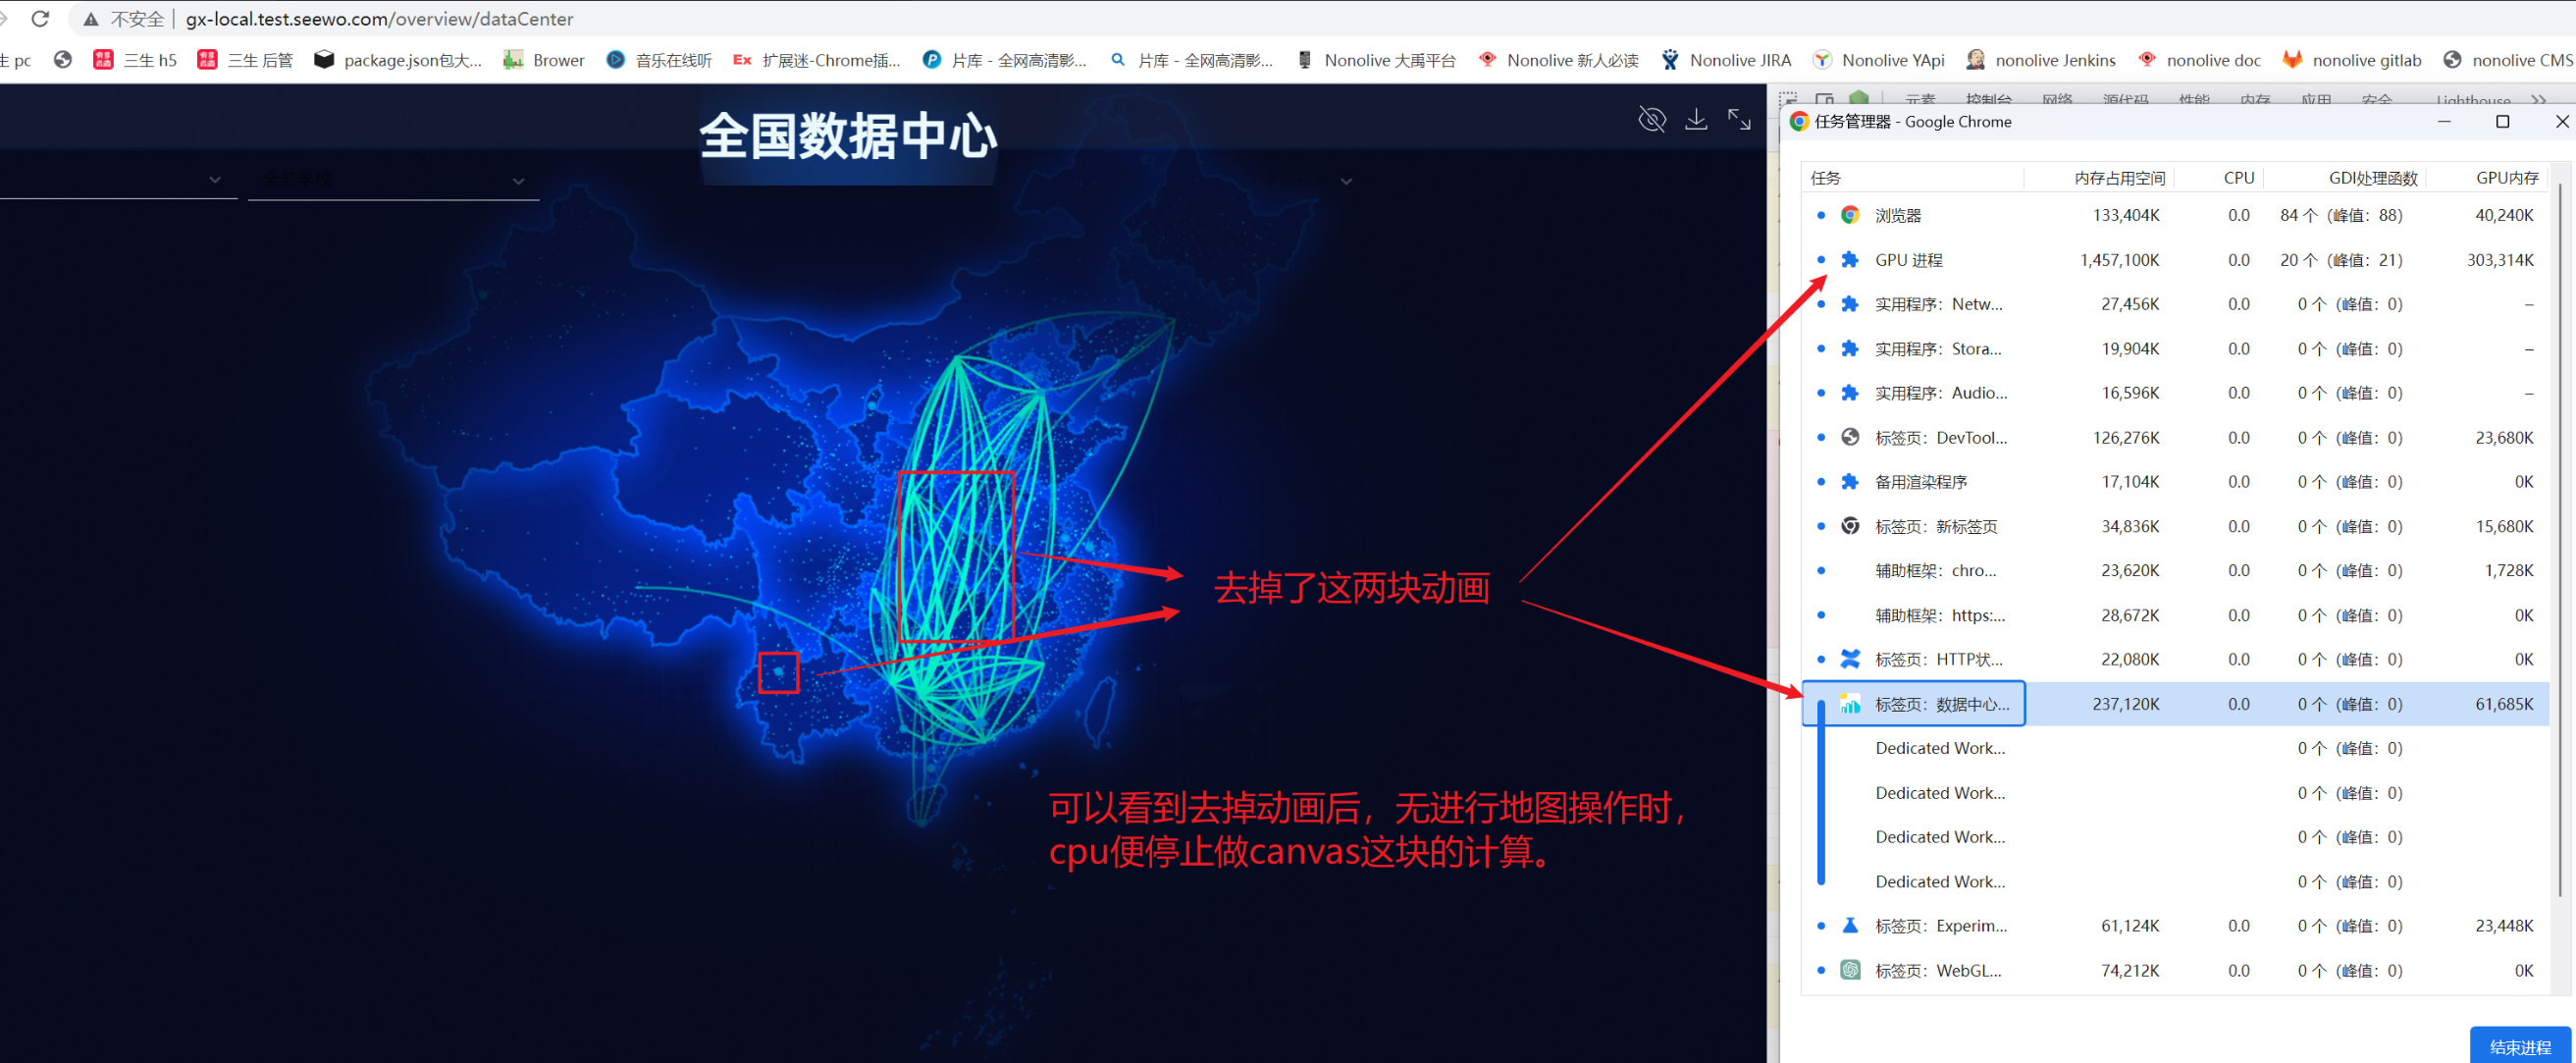 不安全 gx-local.test.seewo.com/overview/dataCenter
生 pc 三生 h5 三生 后管 package.json包大... Brower 音乐在线听 Ex 扩展迷-Chrome插... 片库 - 全网高清影... 片库 - 全网高清影... Nonolive 大禹平台 Nonolive 新人必读 Nonolive JIRA Nonolive YApi nonolive Jenkins nonolive doc nonolive gitlab nonolive CMS
全国数据中心
全部学校
去掉了这两块动画
可以看到去掉动画后，无进行地图操作时，
cpu便停止做canvas这块的计算。
元素 控制台 网络 源代码 性能 内存 应用 安全 Lighthouse
任务管理器 - Google Chrome
任务 内存占用空间 CPU GDI处理函数 GPU内存
浏览器 133,404K 0.0 84 个（峰值：88） 40,240K
GPU 进程 1,457,100K 0.0 20 个（峰值：21） 303,314K
实用程序：Netw... 27,456K 0.0 0 个（峰值：0） –
实用程序：Stora... 19,904K 0.0 0 个（峰值：0） –
实用程序：Audio... 16,596K 0.0 0 个（峰值：0） –
标签页：DevTool... 126,276K 0.0 0 个（峰值：0） 23,680K
备用渲染程序 17,104K 0.0 0 个（峰值：0） 0K
标签页：新标签页 34,836K 0.0 0 个（峰值：0） 15,680K
辅助框架：chro... 23,620K 0.0 0 个（峰值：0） 1,728K
辅助框架：https:... 28,672K 0.0 0 个（峰值：0） 0K
标签页：HTTP状... 22,080K 0.0 0 个（峰值：0） 0K
标签页：数据中心... 237,120K 0.0 0 个（峰值：0） 61,685K
Dedicated Work... 0 个（峰值：0）
Dedicated Work... 0 个（峰值：0）
Dedicated Work... 0 个（峰值：0）
Dedicated Work... 0 个（峰值：0）
标签页：Experim... 61,124K 0.0 0 个（峰值：0） 23,448K
标签页：WebGL... 74,212K 0.0 0 个（峰值：0） 0K
结束进程